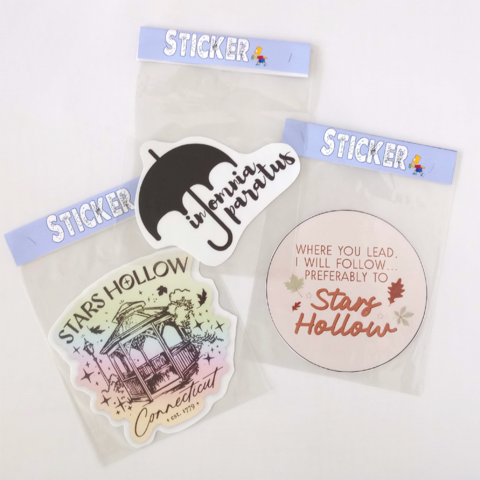 STICKER
in omnia
paratus
STICKER
WHERE YOU LEAD,
I WILL FOLLOW...
PREFERABLY TO
Stars
Hollow
STICKER
STARS HOLLOW
Connecticut
• est. 1779 •